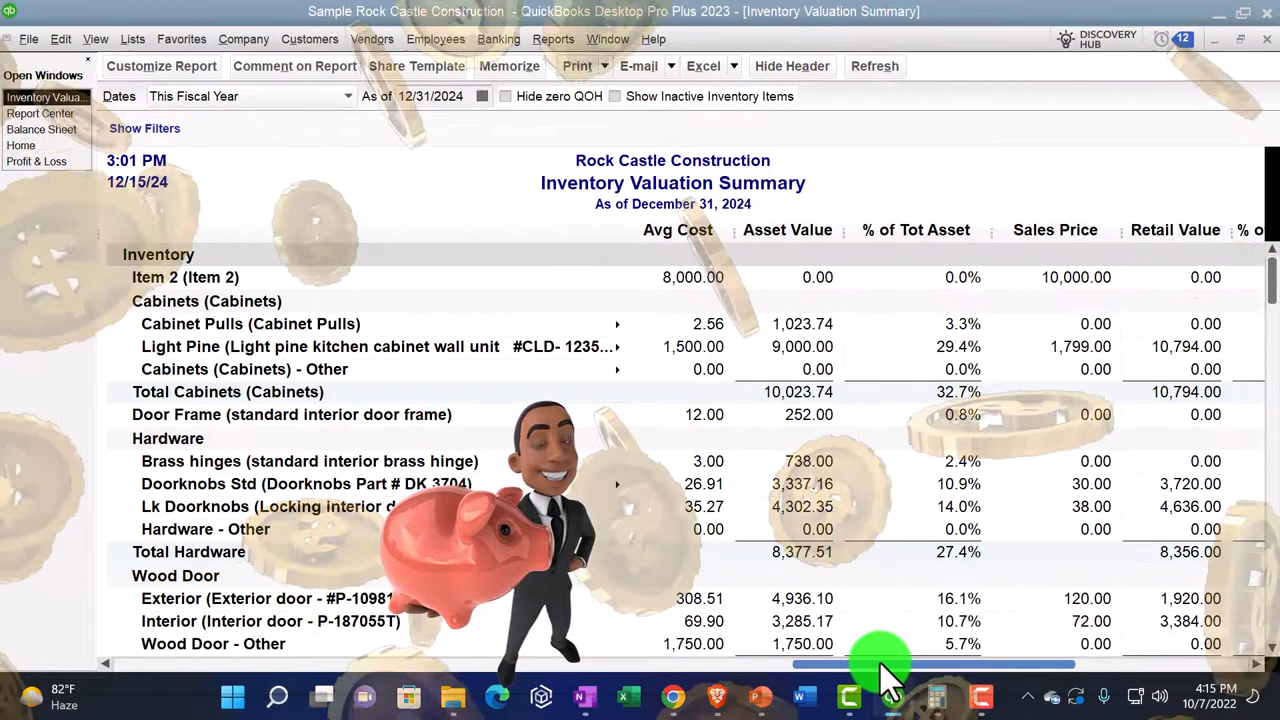 Sample Rock Castle Construction - QuickBooks Desktop Pro Plus 2023 - [Inventory Valuation Summary]
File Edit View Lists Favorites Company Customers Vendors Employees Banking Reports Window Help
DISCOVERY HUB 12
Open Windows
Customize Report Comment on Report Share Template Memorize Print E-mail Excel Hide Header Refresh
Inventory Valua...
Report Center
Balance Sheet
Home
Profit & Loss
Dates This Fiscal Year As of 12/31/2024 Hide zero QOH Show Inactive Inventory Items
Show Filters
3:01 PM
12/15/24
Rock Castle Construction
Inventory Valuation Summary
As of December 31, 2024
Avg Cost Asset Value % of Tot Asset Sales Price Retail Value % o
Inventory
Item 2 (Item 2) 8,000.00 0.00 0.0% 10,000.00 0.00
Cabinets (Cabinets)
Cabinet Pulls (Cabinet Pulls) 2.56 1,023.74 3.3% 0.00 0.00
Light Pine (Light pine kitchen cabinet wall unit #CLD- 1235... 1,500.00 9,000.00 29.4% 1,799.00 10,794.00
Cabinets (Cabinets) - Other 0.00 0.00 0.0% 0.00 0.00
Total Cabinets (Cabinets) 10,023.74 32.7% 10,794.00
Door Frame (standard interior door frame) 12.00 252.00 0.8% 0.00 0.00
Hardware
Brass hinges (standard interior brass hinge) 3.00 738.00 2.4% 0.00 0.00
Doorknobs Std (Doorknobs Part # DK 3704) 26.91 3,337.16 10.9% 30.00 3,720.00
Lk Doorknobs (Locking interior d 35.27 4,302.35 14.0% 38.00 4,636.00
Hardware - Other 0.00 0.00 0.0% 0.00 0.00
Total Hardware 8,377.51 27.4% 8,356.00
Wood Door
Exterior (Exterior door - #P-10981 308.51 4,936.10 16.1% 120.00 1,920.00
Interior (Interior door - P-187055T) 69.90 3,285.17 10.7% 72.00 3,384.00
Wood Door - Other 1,750.00 1,750.00 5.7% 0.00 0.00
82°F
Haze
4:15 PM
10/7/2022